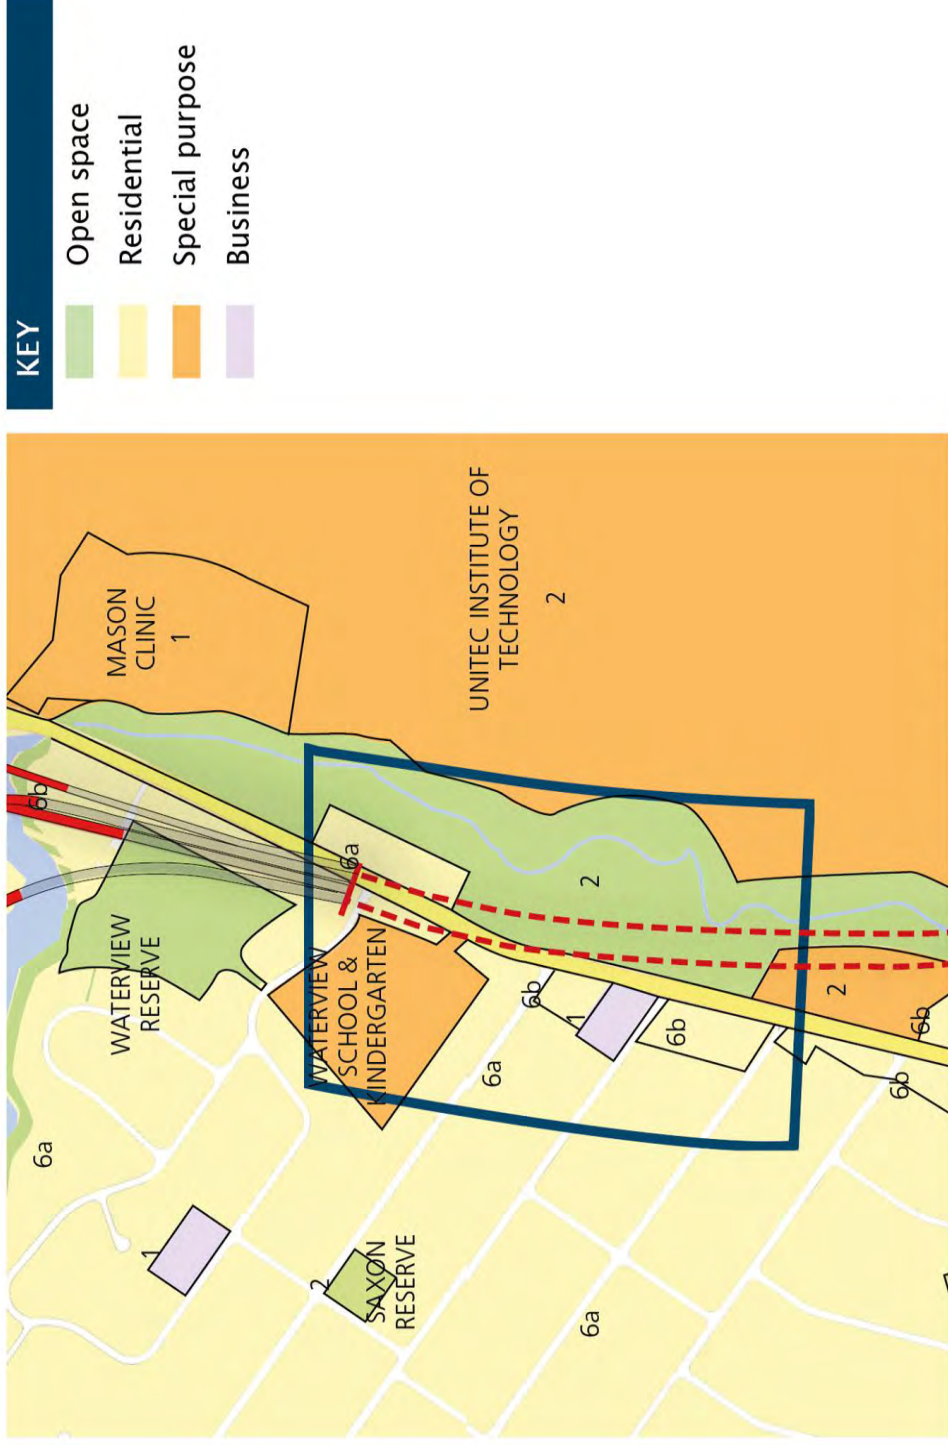 KEY
Open space
Residential
Special purpose
Business
MASON
CLINIC
1
UNITEC INSTITUTE OF
TECHNOLOGY
2
6b
WATERVIEW
RESERVE
6a
WATERVIEW
SCHOOL &
KINDERGARTEN
6a
2
6b
1
6b
6a
2
6b
6b
1
2
SAXON
RESERVE
6a